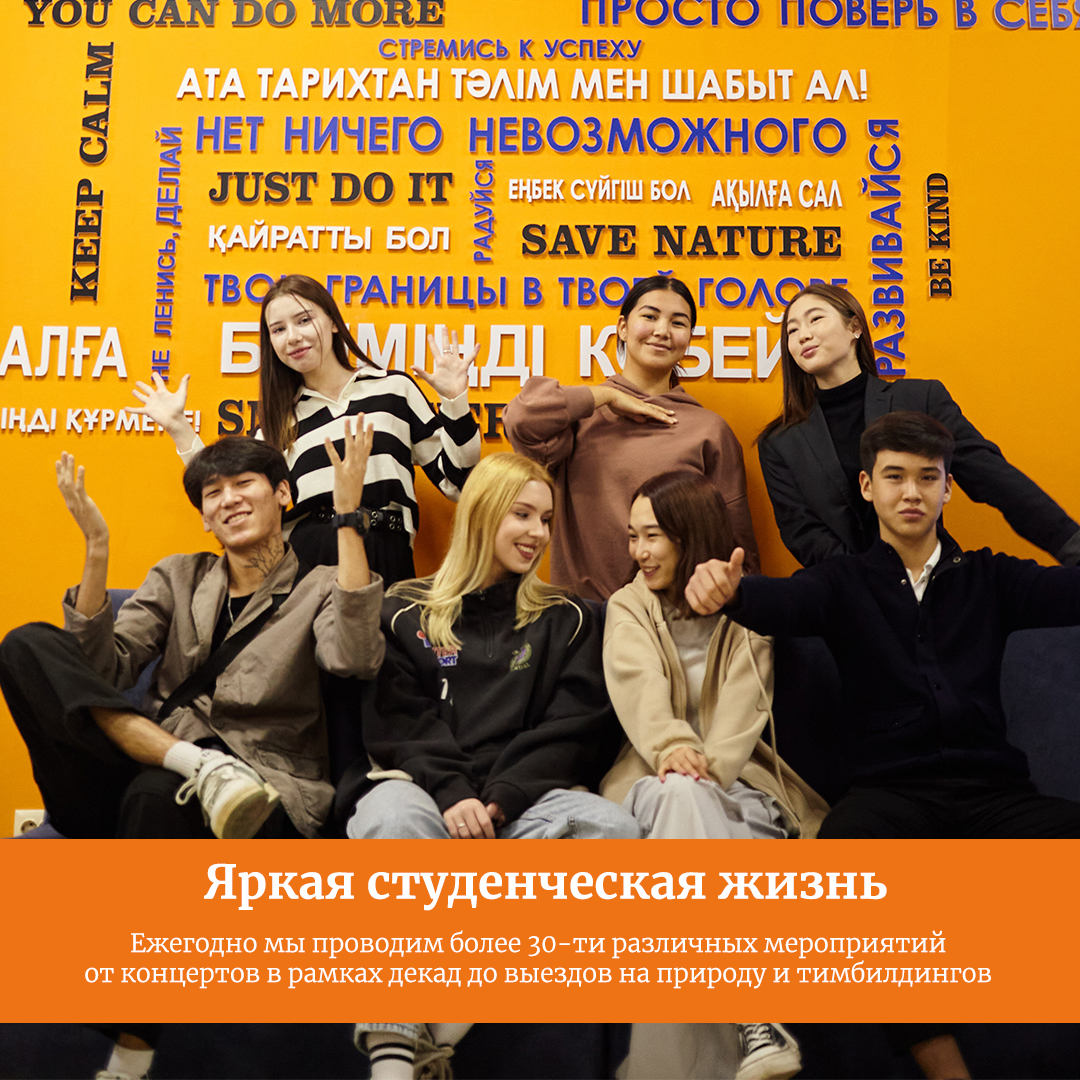 YOU CAN DO MORE
ПРОСТО ПОВЕРЬ В СЕБЯ
СТРЕМИСЬ К УСПЕХУ
KEEP CALM
АТА ТАРИХТАН ТӘЛІМ МЕН ШАБЫТ АЛ!
НЕ ЛЕНИСЬ, ДЕЛАЙ
НЕТ НИЧЕГО НЕВОЗМОЖНОГО
JUST DO IT
РАДУЙСЯ
ЕҢБЕК СҮЙГІШ БОЛ
АҚЫЛҒА САЛ
РАЗВИВАЙСЯ
BE KIND
ҚАЙРАТТЫ БОЛ
SAVE NATURE
ГРАНИЦЫ В ТВОЕЙ ГОЛОВЕ
АЛҒА
Яркая студенческая жизнь
Ежегодно мы проводим более 30-ти различных мероприятий
от концертов в рамках декад до выездов на природу и тимбилдингов